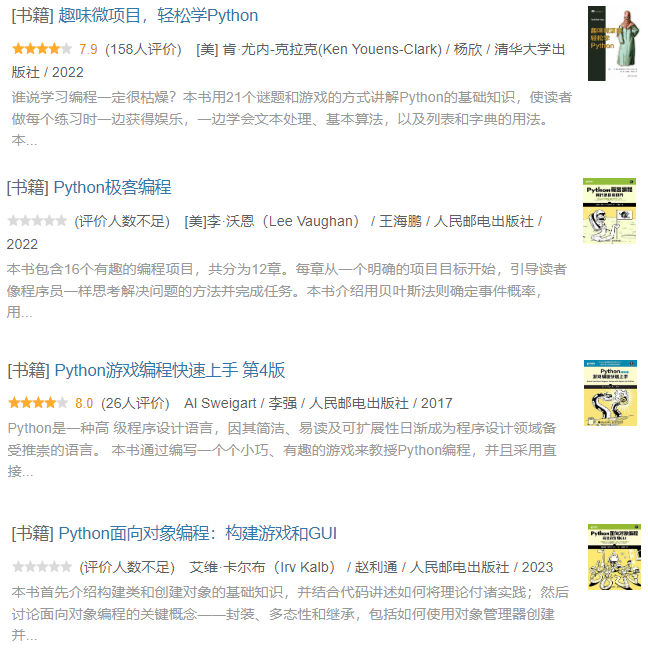 [书籍] 趣味微项目，轻松学Python
7.9 (158人评价) [美] 肯·尤内-克拉克(Ken Youens-Clark) / 杨欣 / 清华大学出
版社 / 2022
谁说学习编程一定很枯燥？本书用21个谜题和游戏的方式讲解Python的基础知识，使读者
做每个练习时一边获得娱乐，一边学会文本处理、基本算法，以及列表和字典的用法。
本...
[书籍] Python极客编程
(评价人数不足) [美]李·沃恩（Lee Vaughan） / 王海鹏 / 人民邮电出版社 /
2022
本书包含16个有趣的编程项目，共分为12章。每章从一个明确的项目目标开始，引导读者
像程序员一样思考解决问题的方法并完成任务。本书介绍用贝叶斯法则确定事件概率，
用...
[书籍] Python游戏编程快速上手 第4版
8.0 (26人评价) Al Sweigart / 李强 / 人民邮电出版社 / 2017
Python是一种高 级程序设计语言，因其简洁、易读及可扩展性日渐成为程序设计领域备
受推崇的语言。 本书通过编写一个个小巧、有趣的游戏来教授Python编程，并且采用直
接...
[书籍] Python面向对象编程：构建游戏和GUI
(评价人数不足) 艾维·卡尔布（Irv Kalb） / 赵利通 / 人民邮电出版社 / 2023
本书首先介绍构建类和创建对象的基础知识，并结合代码讲述如何将理论付诸实践；然后
讨论面向对象编程的关键概念——封装、多态性和继承，包括如何使用对象管理器创建
并...